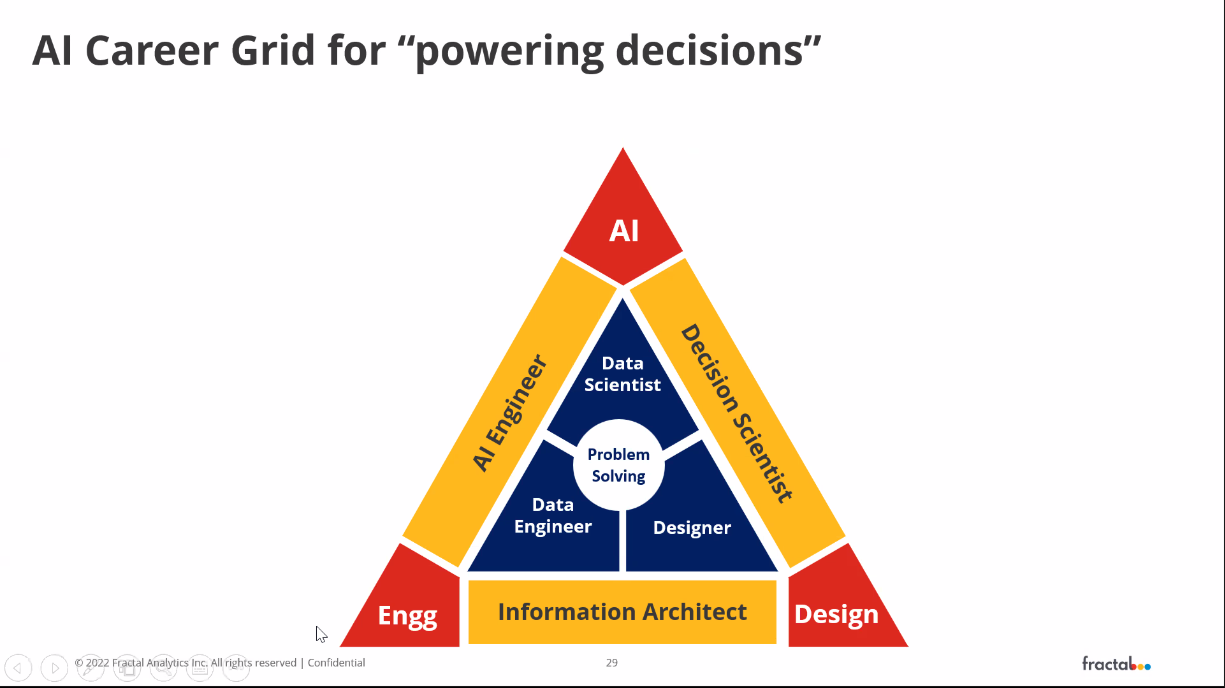 AI Career Grid for “powering decisions”
AI
AI Engineer
Decision Scientist
Data
Scientist
Problem
Solving
Data
Engineer
Designer
Engg
Information Architect
Design
© 2022 Fractal Analytics Inc. All rights reserved | Confidential
29
fractal